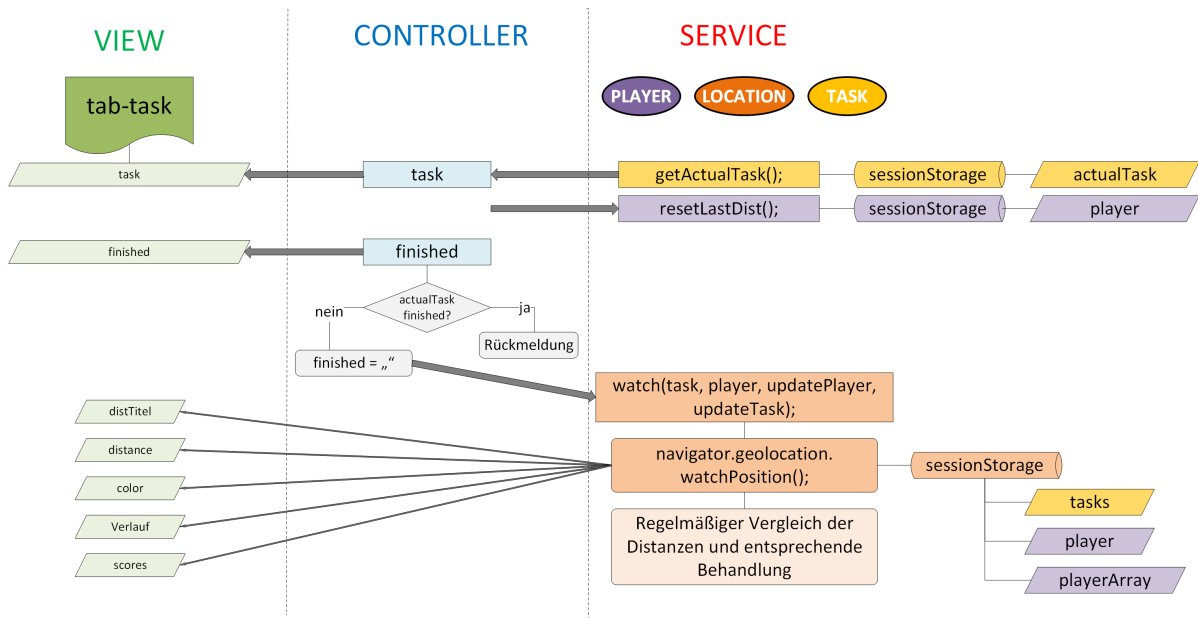 VIEW
CONTROLLER
SERVICE
tab-task
PLAYER
LOCATION
TASK
task
task
getActualTask();
sessionStorage
actualTask
resetLastDist();
sessionStorage
player
finished
finished
actualTask
finished?
nein
ja
Rückmeldung
finished = „“
watch(task, player, updatePlayer,
updateTask);
distTitel
distance
color
Verlauf
scores
navigator.geolocation.
watchPosition();
sessionStorage
tasks
player
playerArray
Regelmäßiger Vergleich der
Distanzen und entsprechende
Behandlung